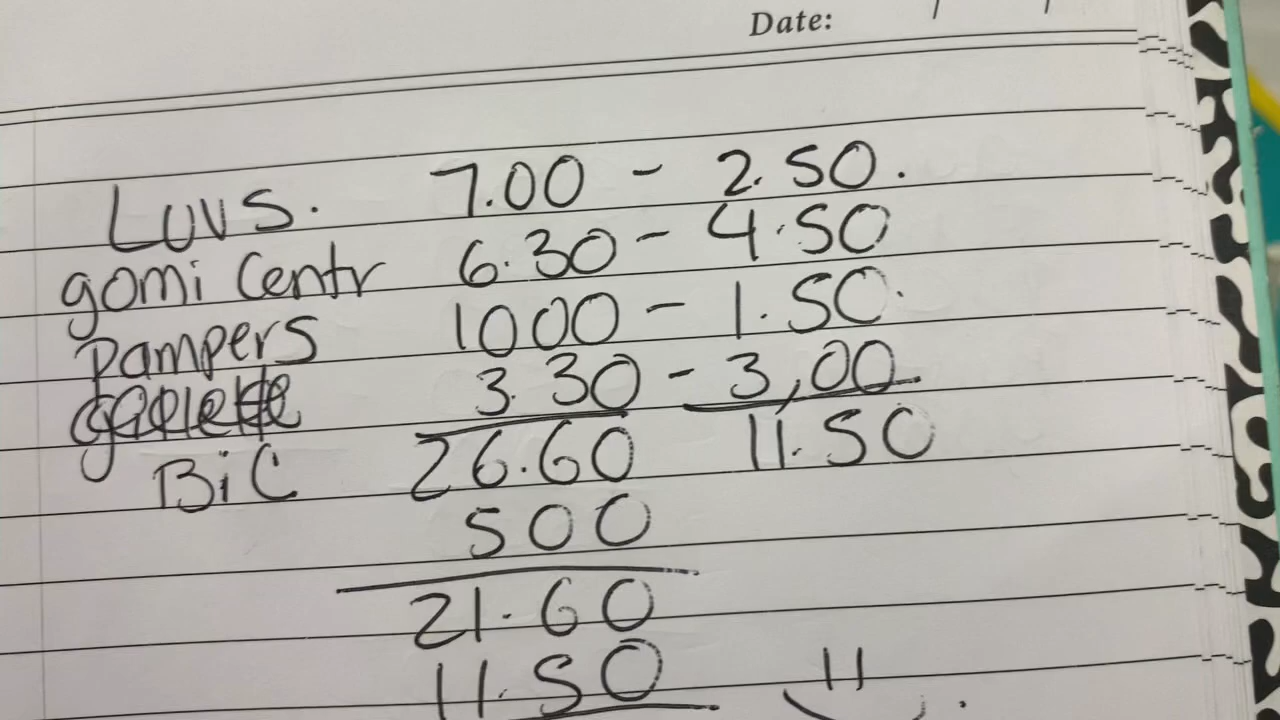 Date: / /
Luvs. 7.00 - 2.50.
gomi Centr 6.30 - 4.50
pampers 1000 - 1.50.
3.30 - 3,00
BiC 26.60 11.50
500
21.60
11.50